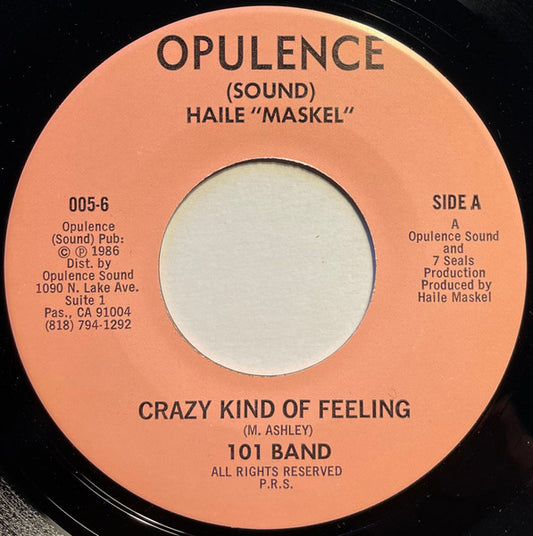 OPULENCE
(SOUND)
HAILE "MASKEL"
005-6
Opulence
(Sound) Pub:
© ℗ 1986
Dist. by
Opulence Sound
1090 N. Lake Ave.
Suite 1
Pas., CA 91004
(818) 794-1292
SIDE A
A
Opulence Sound
and
7 Seals
Production
Produced by
Haile Maskel
CRAZY KIND OF FEELING
(M. ASHLEY)
101 BAND
ALL RIGHTS RESERVED
P.R.S.